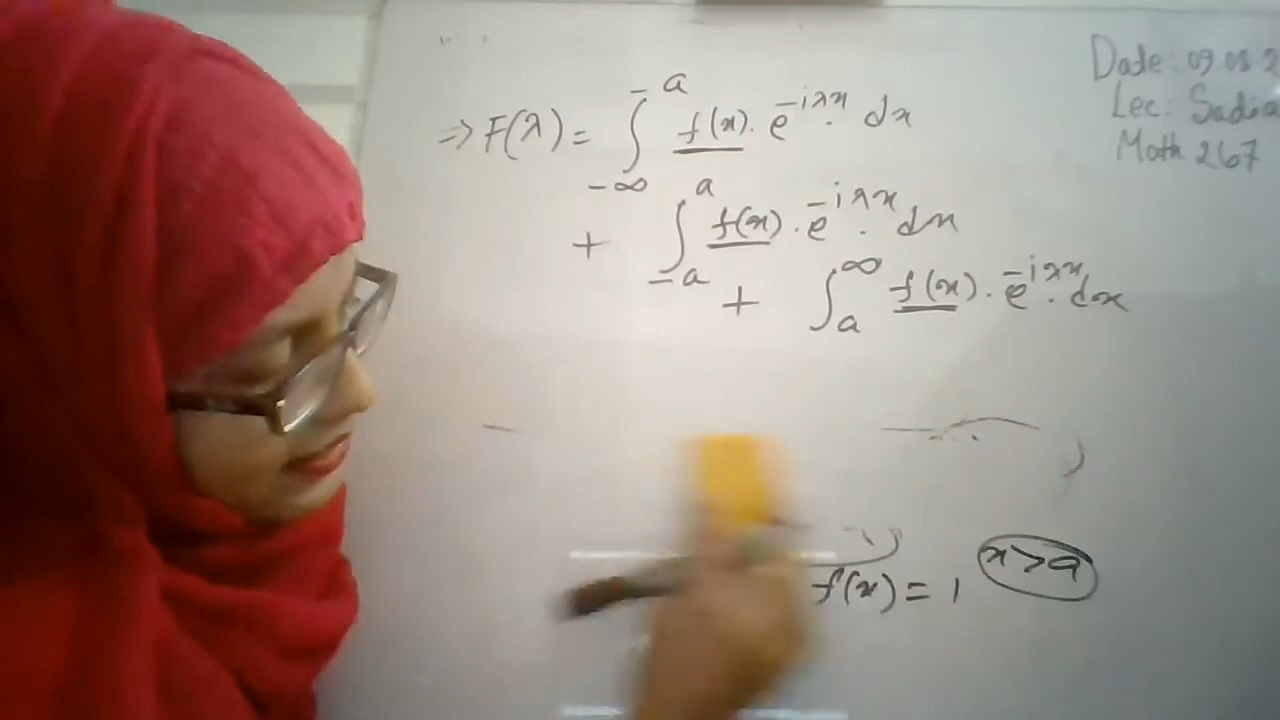 Date: 09.08.2
Lec: Sadia
Math 267
⇒ F(λ) = ∫_{-∞}^{-a} f(x). e^{-iλx}. dx
+ ∫_{-a}^{a} f(x). e^{-iλx}. dx
+ ∫_{a}^{∞} f(x). e^{-iλx}. dx
f(x) = 1 x>a